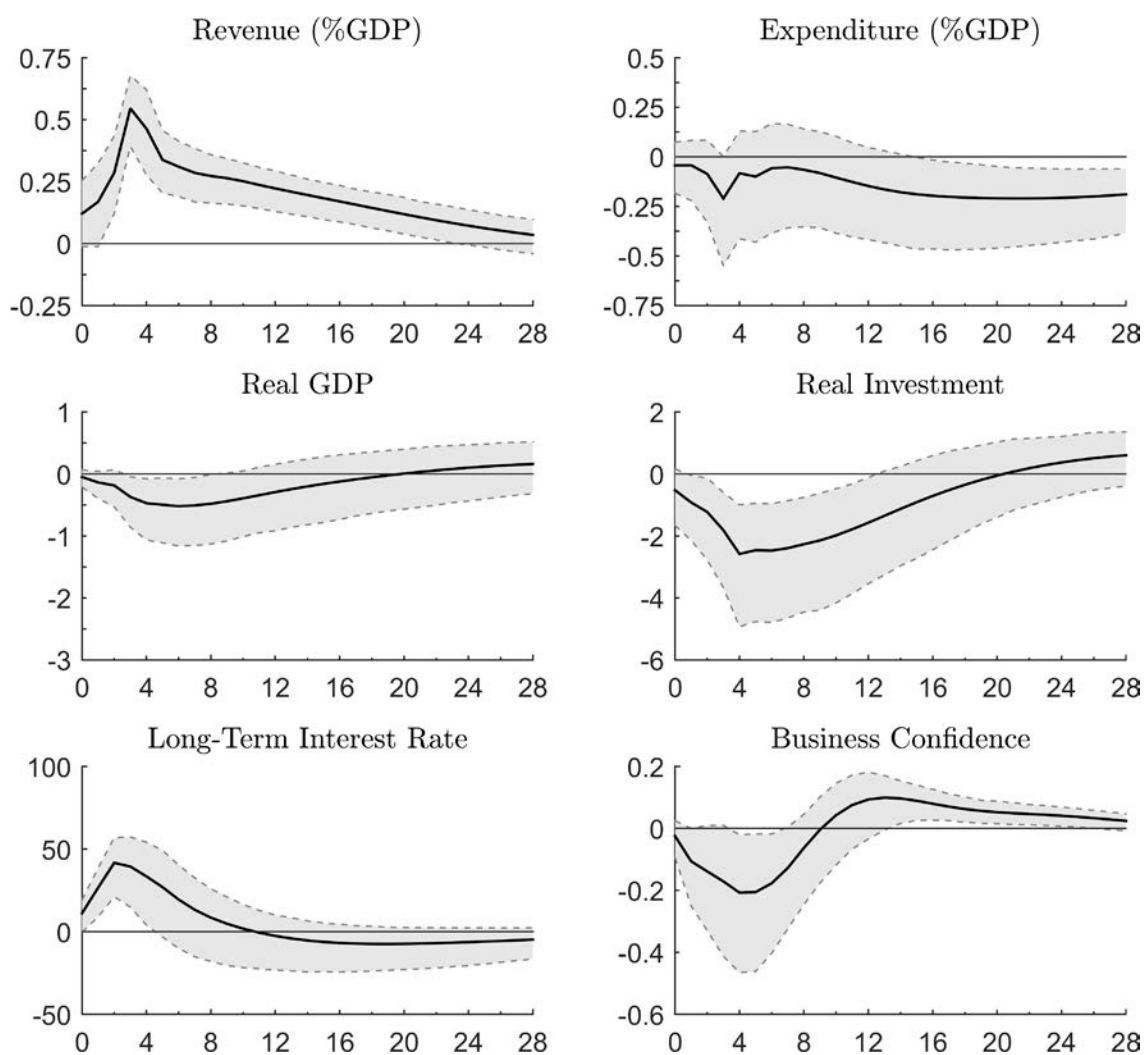 Revenue (%GDP)
0.75
0.5
0.25
0
-0.25
0 4 8 12 16 20 24 28
Expenditure (%GDP)
0.5
0.25
0
-0.25
-0.5
-0.75
0 4 8 12 16 20 24 28
Real GDP
1
0
-1
-2
-3
0 4 8 12 16 20 24 28
Real Investment
2
0
-2
-4
-6
0 4 8 12 16 20 24 28
Long-Term Interest Rate
100
50
0
-50
0 4 8 12 16 20 24 28
Business Confidence
0.2
0
-0.2
-0.4
-0.6
0 4 8 12 16 20 24 28